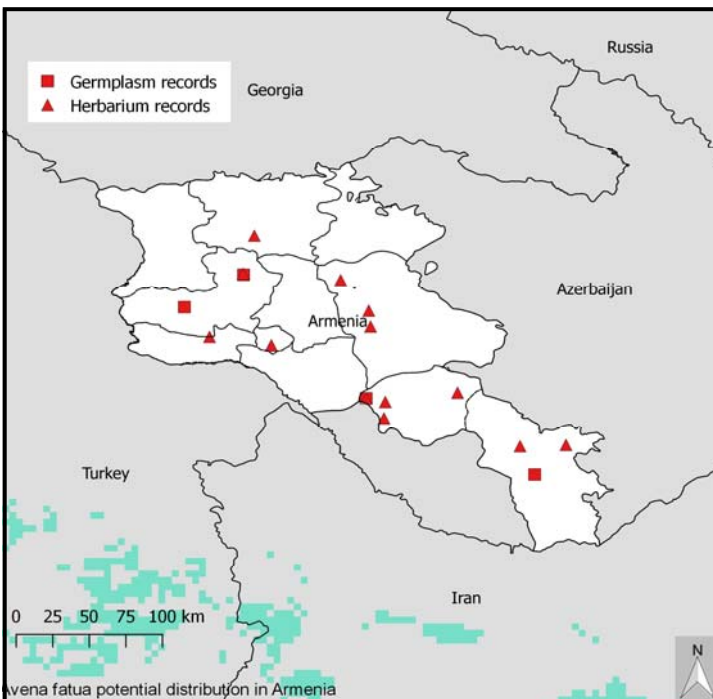 Russia
Germplasm records
Herbarium records
Georgia
Azerbaijan
Armenia
Turkey
Iran
0 25 50 75 100 km
N
Avena fatua potential distribution in Armenia